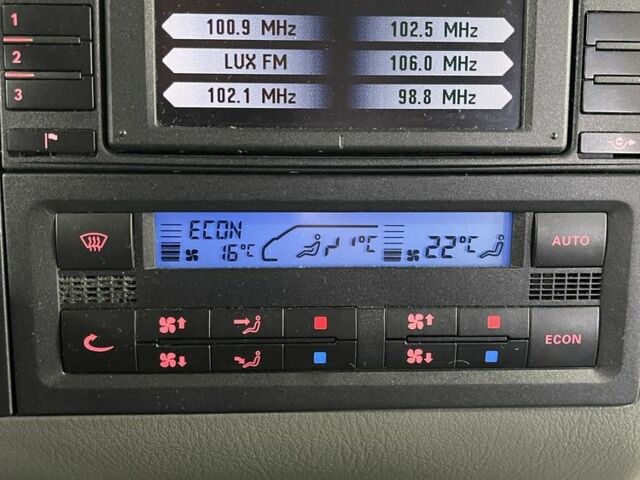 1
100.9 MHz 102.5 MHz
2
LUX FM 106.0 MHz
3
102.1 MHz 98.8 MHz
ECON
16°C 1°C 22°C
AUTO
ECON